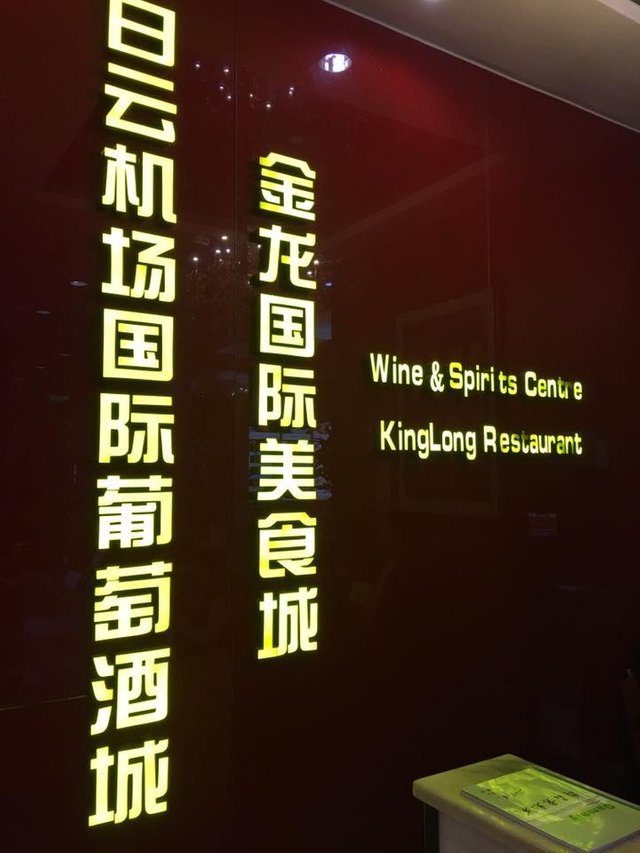 白云机场国际葡萄酒城
金龙国际美食城
Wine & Spirits Centre
KingLong Restaurant